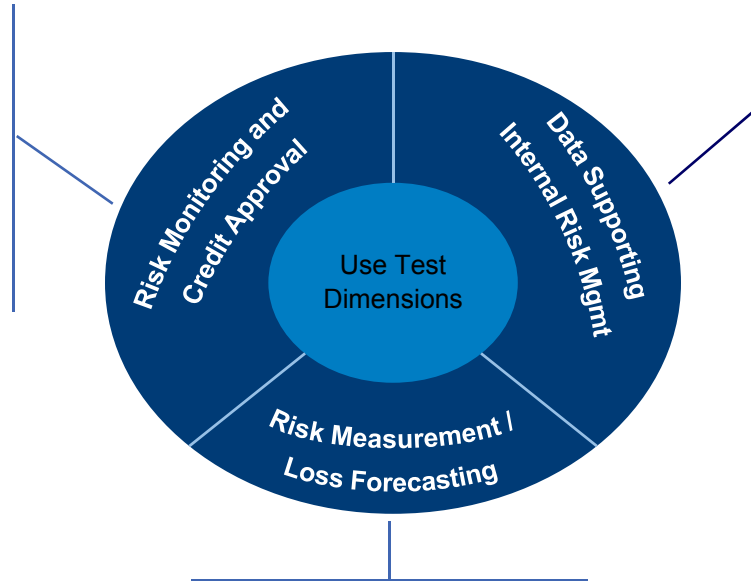 Risk Monitoring and
Credit Approval
Data Supporting
Internal Risk Mgmt
Use Test
Dimensions
Risk Measurement /
Loss Forecasting